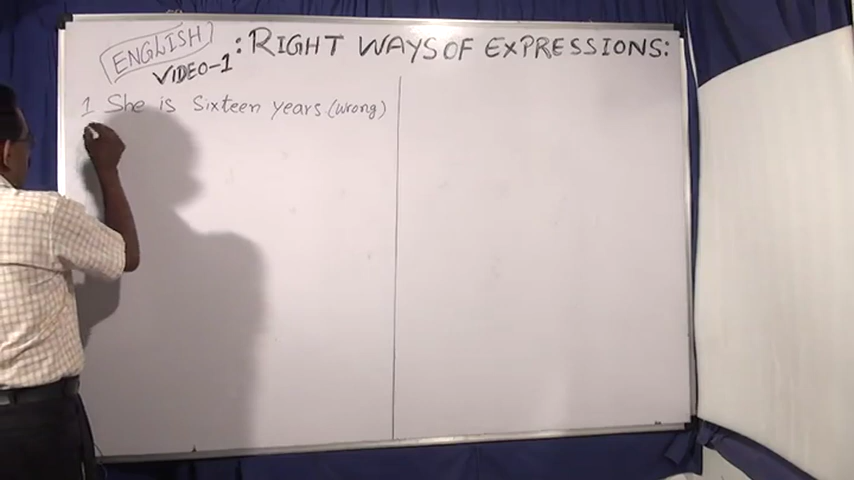 ENGLISH
VIDEO-1
: RIGHT WAYS OF EXPRESSIONS:
1 She is Sixteen years (wrong)